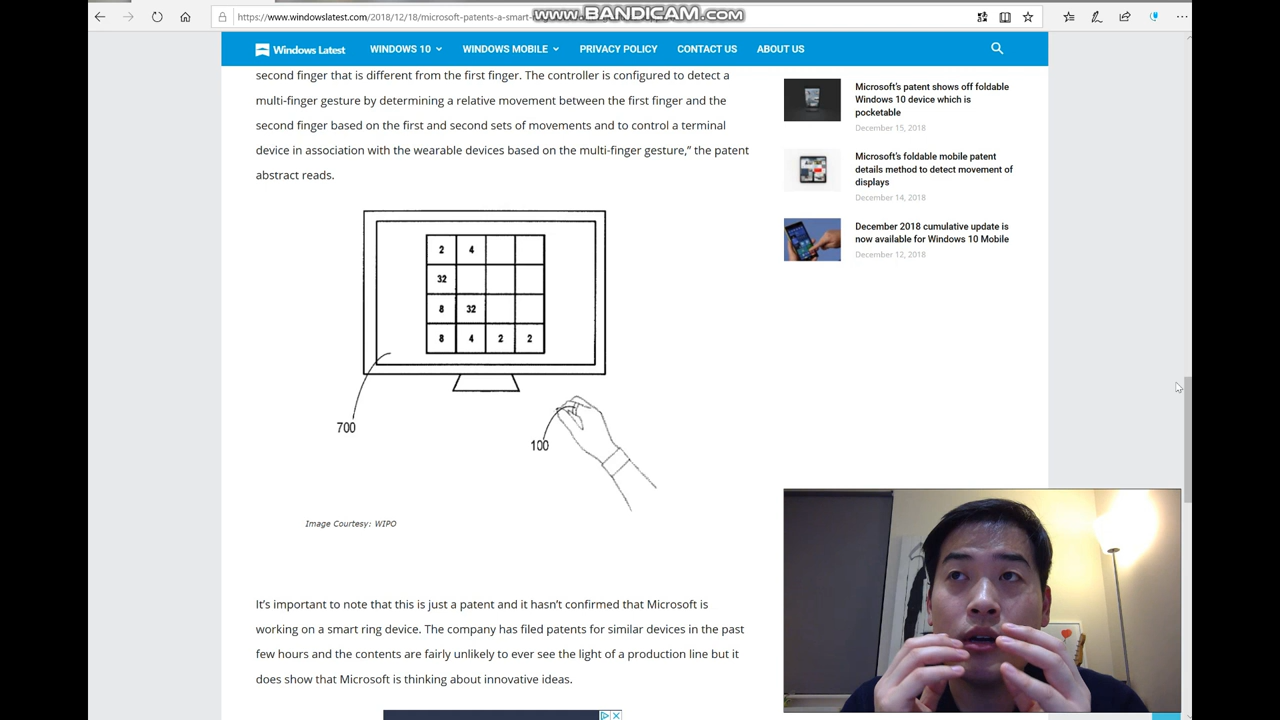 https://www.windowslatest.com/2018/12/18/microsoft-patents-a-smart-
www.BANDICAM.com
Windows Latest
WINDOWS 10
WINDOWS MOBILE
PRIVACY POLICY
CONTACT US
ABOUT US
second finger that is different from the first finger. The controller is configured to detect a
multi-finger gesture by determining a relative movement between the first finger and the
second finger based on the first and second sets of movements and to control a terminal
device in association with the wearable devices based on the multi-finger gesture,” the patent
abstract reads.
2 4
32
8 32
8 4 2 2
700
100
Image Courtesy: WIPO
It’s important to note that this is just a patent and it hasn’t confirmed that Microsoft is
working on a smart ring device. The company has filed patents for similar devices in the past
few hours and the contents are fairly unlikely to ever see the light of a production line but it
does show that Microsoft is thinking about innovative ideas.
Microsoft’s patent shows off foldable
Windows 10 device which is
pocketable
December 15, 2018
Microsoft’s foldable mobile patent
details method to detect movement of
displays
December 14, 2018
December 2018 cumulative update is
now available for Windows 10 Mobile
December 12, 2018